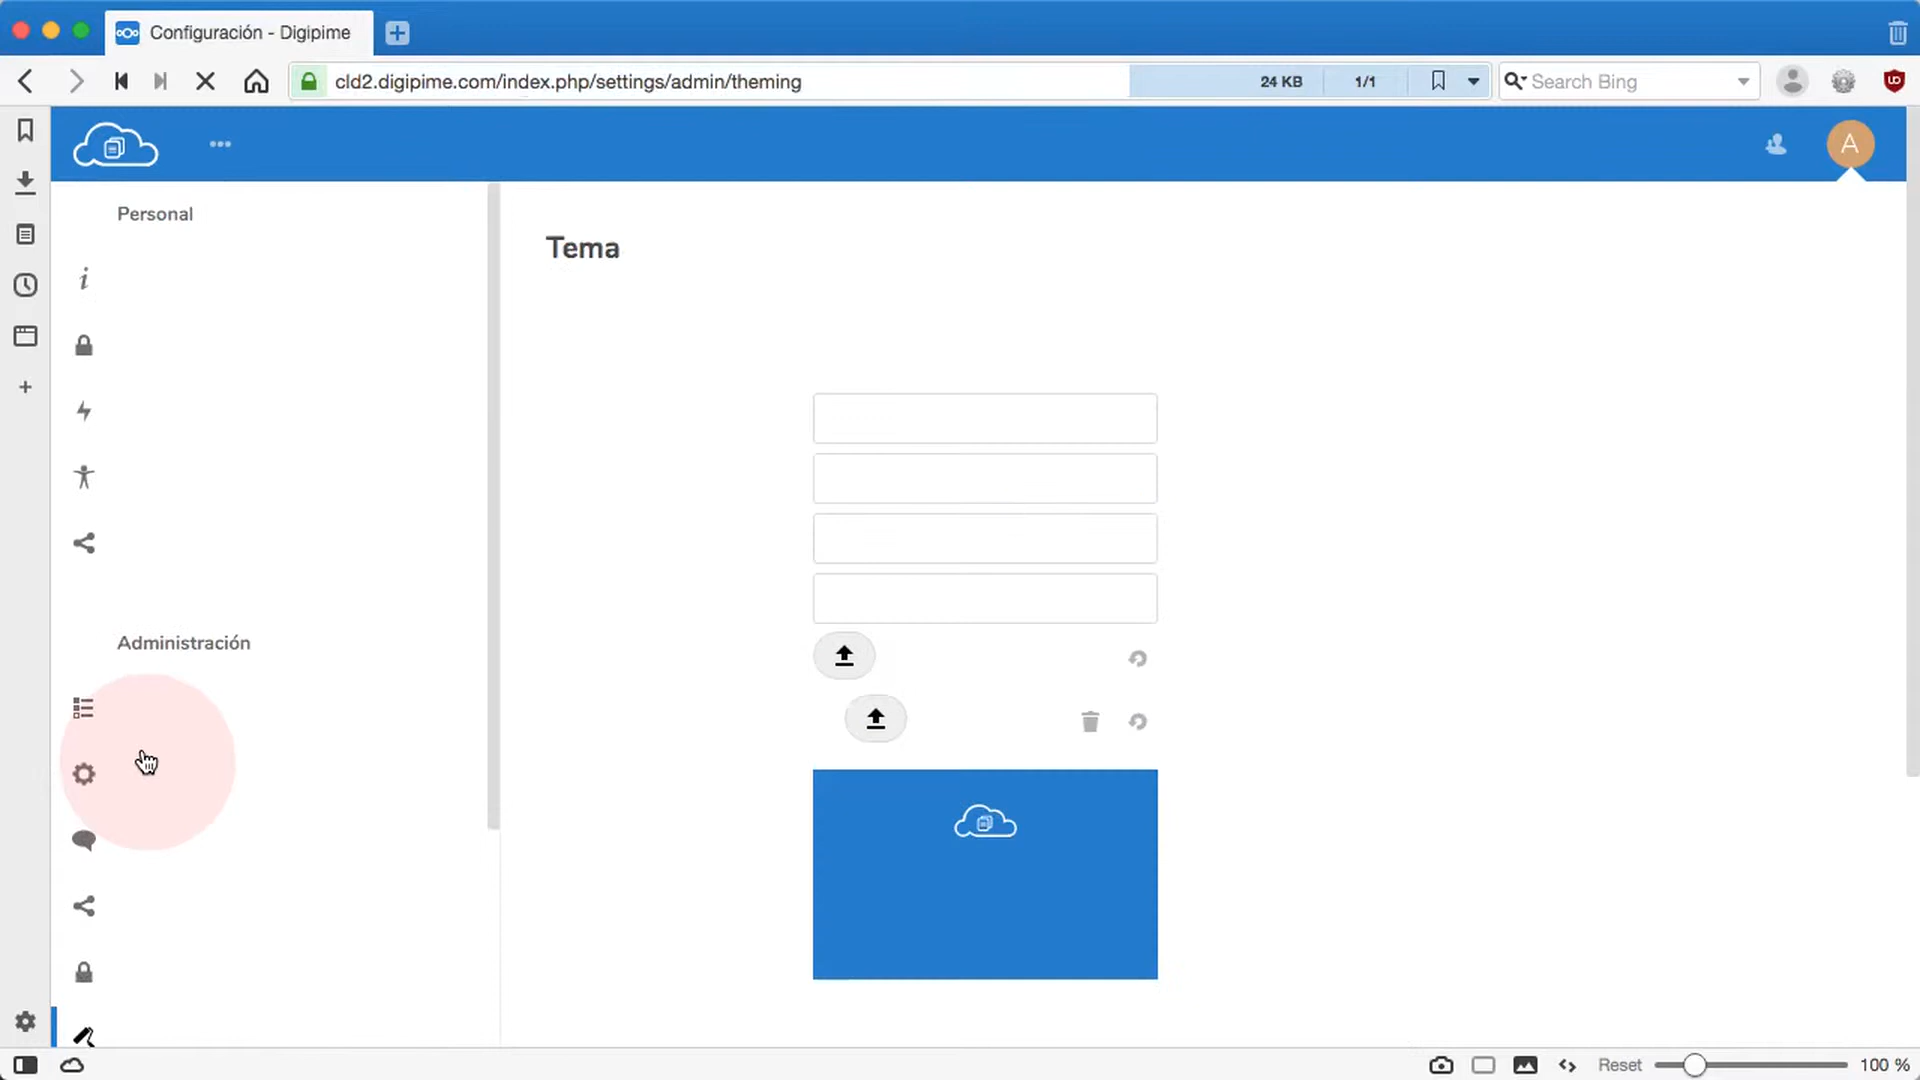 Configuración - Digipime
cld2.digipime.com/index.php/settings/admin/theming
24 KB
1/1
Search Bing
A
Personal
Tema
Administración
Reset
100 %